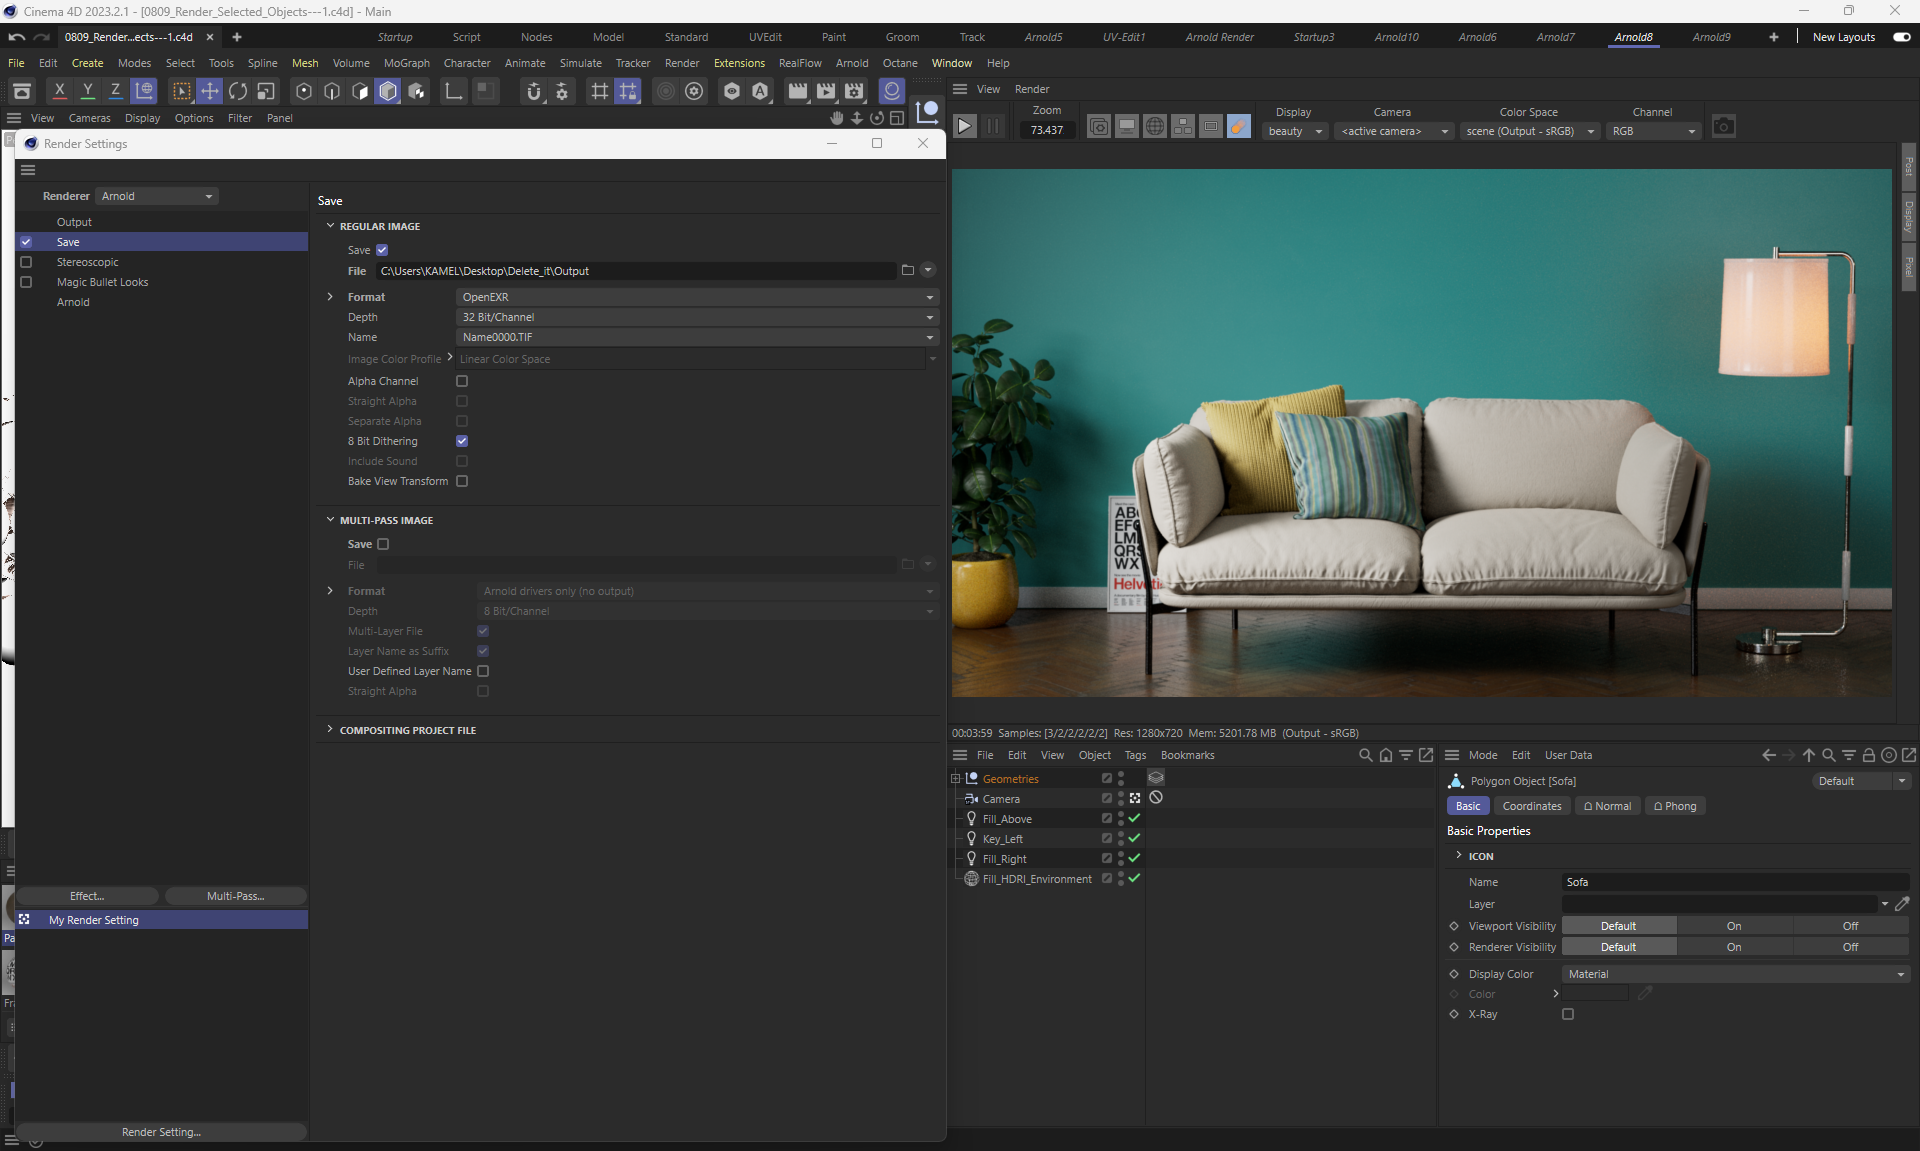 Cinema 4D 2023.2.1 - [0809_Render_Selected_Objects---1.c4d] - Main
0809_Render...ects---1.c4d
Startup Script Nodes Model Standard UVEdit Paint Groom Track Arnold5 UV-Edit1 Arnold Render Startup3 Arnold10 Arnold6 Arnold7 Arnold8 Arnold9 New Layouts
File Edit Create Modes Select Tools Spline Mesh Volume MoGraph Character Animate Simulate Tracker Render Extensions RealFlow Arnold Octane Window Help
X Y Z
View Render
View Cameras Display Options Filter Panel
Zoom
73.437
Display
beauty
Camera
<active camera>
Color Space
scene (Output - sRGB)
Channel
RGB
Post
Display
Pixel
Render Settings
Renderer Arnold
Output
Save
Stereoscopic
Magic Bullet Looks
Arnold
Effect...
Multi-Pass...
My Render Setting
Render Setting...
Save
REGULAR IMAGE
Save
File C:\Users\KAMEL\Desktop\Delete_it\Output
Format OpenEXR
Depth 32 Bit/Channel
Name Name0000.TIF
Image Color Profile Linear Color Space
Alpha Channel
Straight Alpha
Separate Alpha
8 Bit Dithering
Include Sound
Bake View Transform
MULTI-PASS IMAGE
Save
File
Format Arnold drivers only (no output)
Depth 8 Bit/Channel
Multi-Layer File
Layer Name as Suffix
User Defined Layer Name
Straight Alpha
COMPOSITING PROJECT FILE
00:03:59 Samples: [3/2/2/2/2/2] Res: 1280x720 Mem: 5201.78 MB (Output - sRGB)
File Edit View Object Tags Bookmarks
Geometries
Camera
Fill_Above
Key_Left
Fill_Right
Fill_HDRI_Environment
Mode Edit User Data
Polygon Object [Sofa]
Default
Basic Coordinates Normal Phong
Basic Properties
ICON
Name Sofa
Layer
Viewport Visibility Default On Off
Renderer Visibility Default On Off
Display Color Material
Color
X-Ray